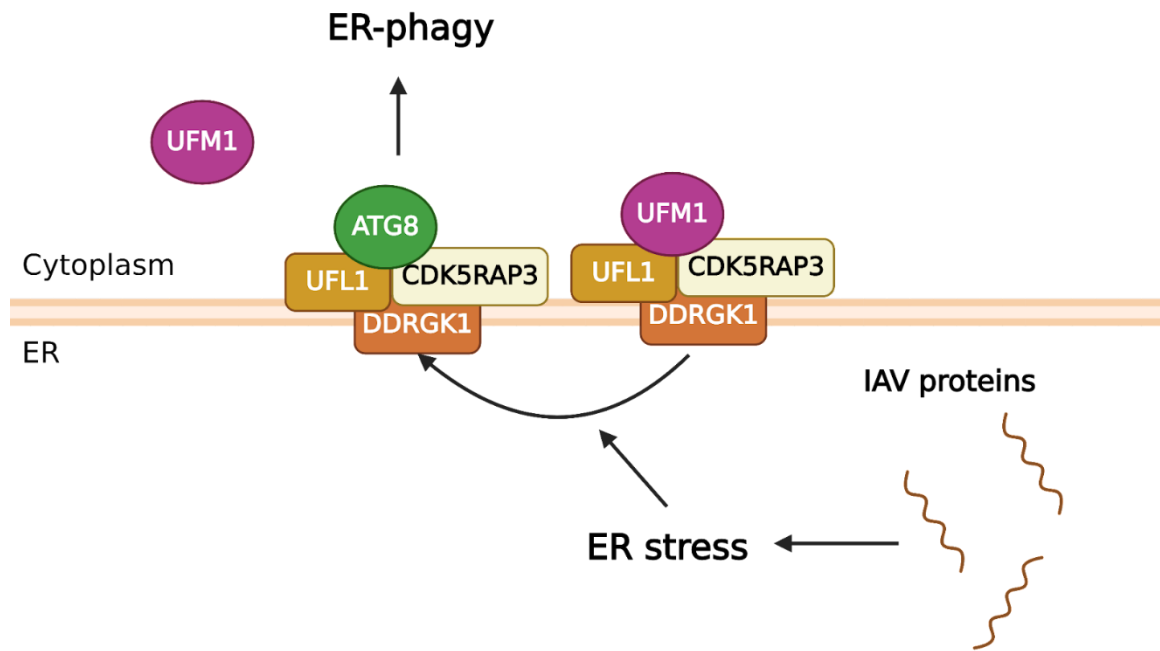 ER-phagy
UFM1
ATG8
UFM1
Cytoplasm
UFL1
CDK5RAP3
UFL1
CDK5RAP3
DDRGK1
DDRGK1
ER
IAV proteins
ER stress